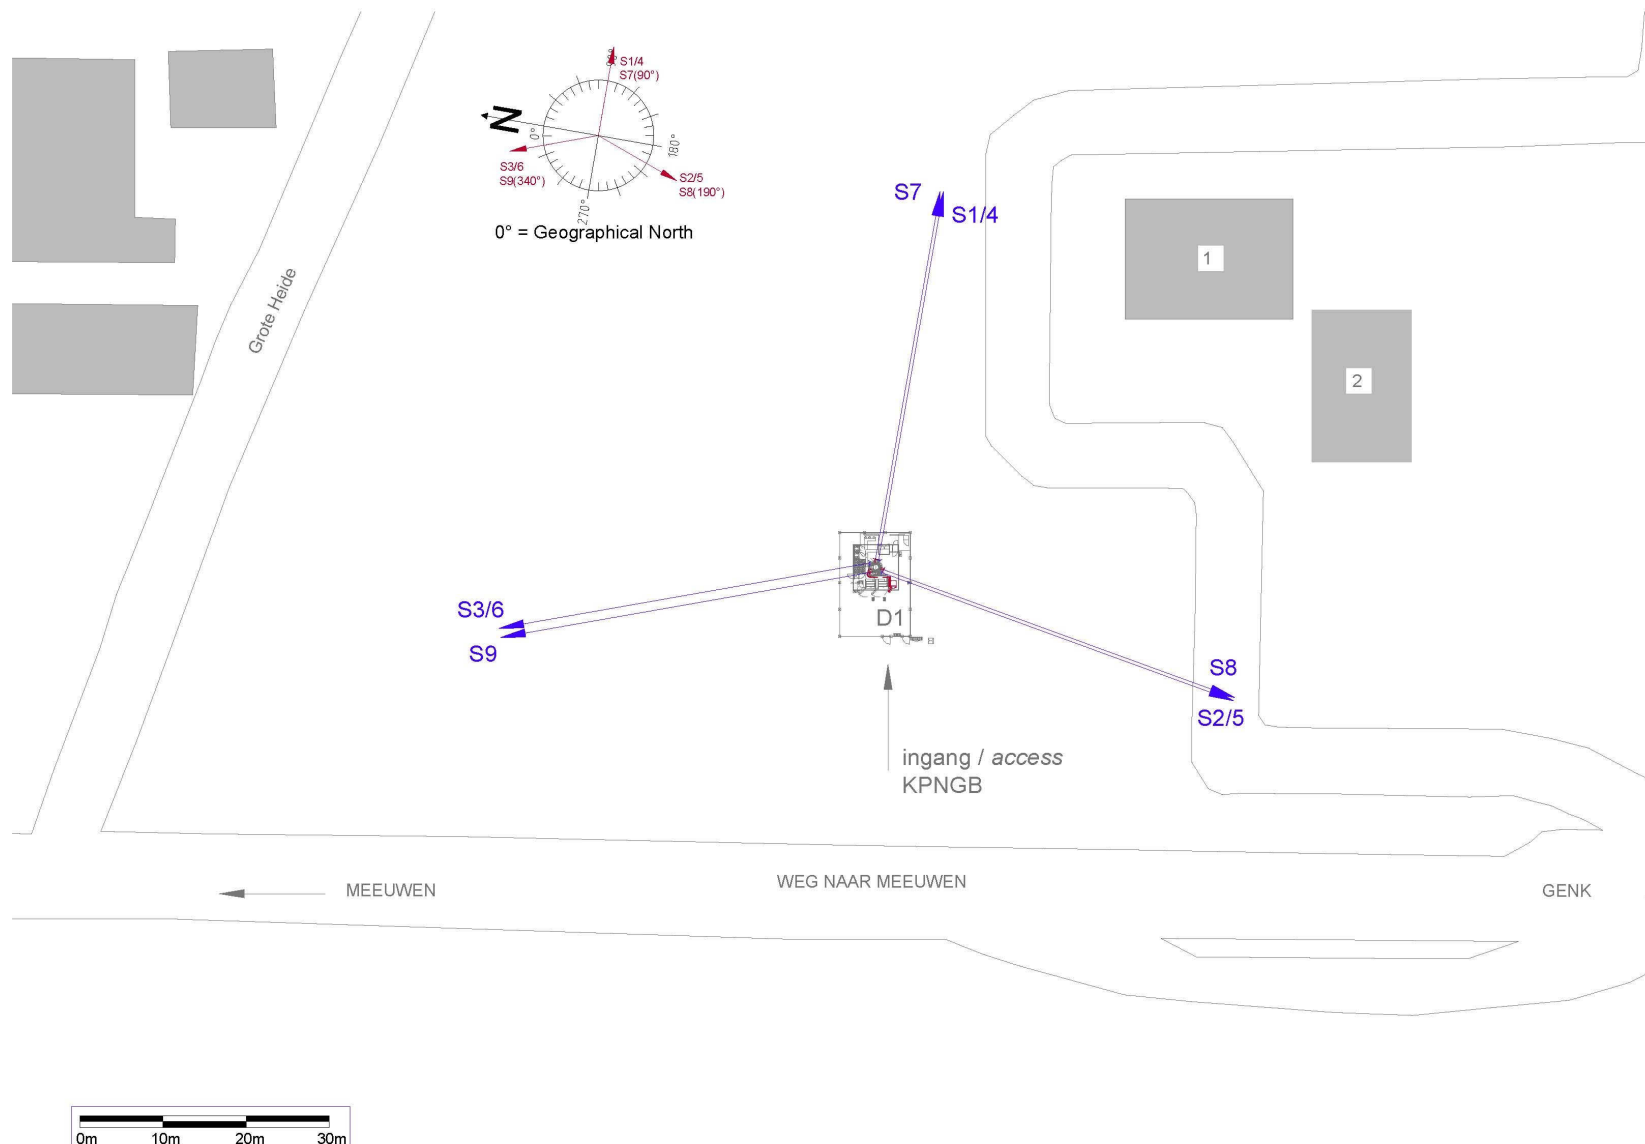 90°
S1/4
S7(90°)
N
0°
180°
S3/6
S9(340°)
S2/5
S8(190°)
270°
0° = Geographical North
S7
S1/4
1
2
Grote Heide
S3/6
S9
D1
S8
S2/5
ingang / access
KPNGB
MEEUWEN
WEG NAAR MEEUWEN
GENK
0m 10m 20m 30m